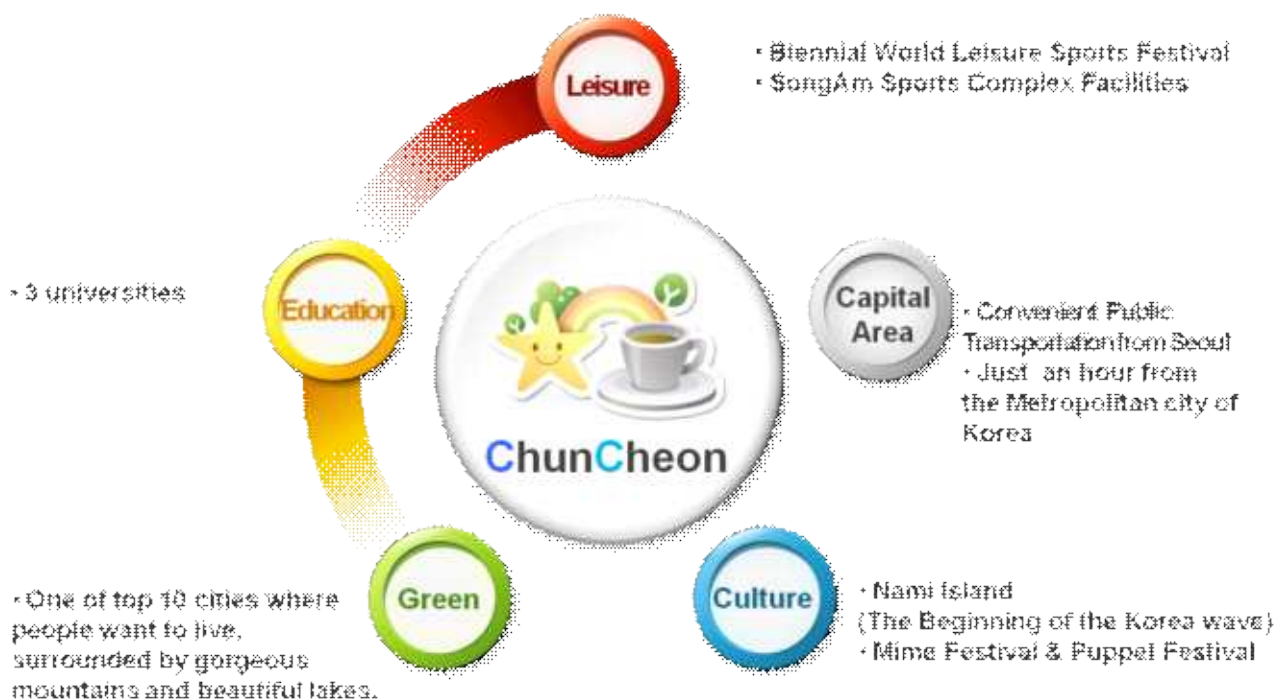 Leisure
· Biennial World Leisure Sports Festival
· SongAm Sports Complex Facilities
Education
· 3 universities
Capital
Area
· Convenient Public
Transportation from Seoul
· Just an hour from
the Metropolitan city of
Korea
ChunCheon
Green
· One of top 10 cities where
people want to live,
surrounded by gorgeous
mountains and beautiful lakes.
Culture
· Nami Island
(The Beginning of the Korea wave)
· Mime Festival & Puppet Festival